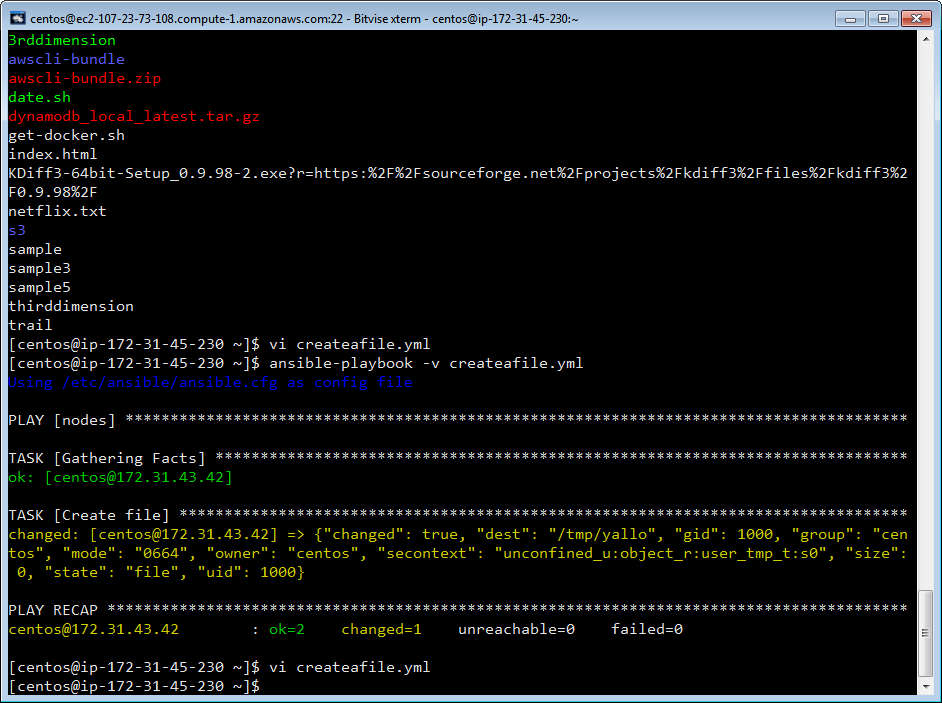 centos@ec2-107-23-73-108.compute-1.amazonaws.com:22 - Bitvise xterm - centos@ip-172-31-45-230:~
3rddimension
awscli-bundle
awscli-bundle.zip
date.sh
dynamodb_local_latest.tar.gz
get-docker.sh
index.html
KDiff3-64bit-Setup_0.9.98-2.exe?r=https:%2F%2Fsourceforge.net%2Fprojects%2Fkdiff3%2Ffiles%2Fkdiff3%2
F0.9.98%2F
netflix.txt
s3
sample
sample3
sample5
thirddimension
trail
[centos@ip-172-31-45-230 ~]$ vi createafile.yml
[centos@ip-172-31-45-230 ~]$ ansible-playbook -v createafile.yml
Using /etc/ansible/ansible.cfg as config file
PLAY [nodes] ***************************************************************************************
TASK [Gathering Facts] *****************************************************************************
ok: [centos@172.31.43.42]
TASK [Create file] *********************************************************************************
changed: [centos@172.31.43.42] => {"changed": true, "dest": "/tmp/yallo", "gid": 1000, "group": "cen
tos", "mode": "0664", "owner": "centos", "secontext": "unconfined_u:object_r:user_tmp_t:s0", "size":
 0, "state": "file", "uid": 1000}
PLAY RECAP *****************************************************************************************
centos@172.31.43.42        : ok=2    changed=1    unreachable=0    failed=0
[centos@ip-172-31-45-230 ~]$ vi createafile.yml
[centos@ip-172-31-45-230 ~]$